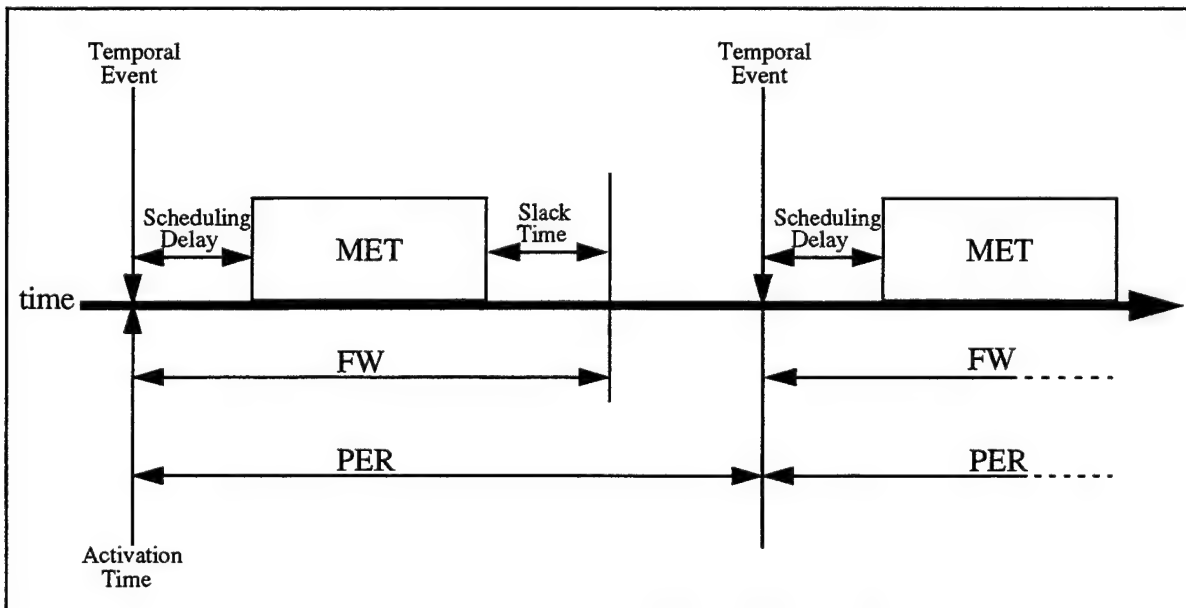 Temporal
Event
Temporal
Event
Scheduling
Delay
MET
Slack
Time
Scheduling
Delay
MET
time
FW
FW
PER
PER
Activation
Time